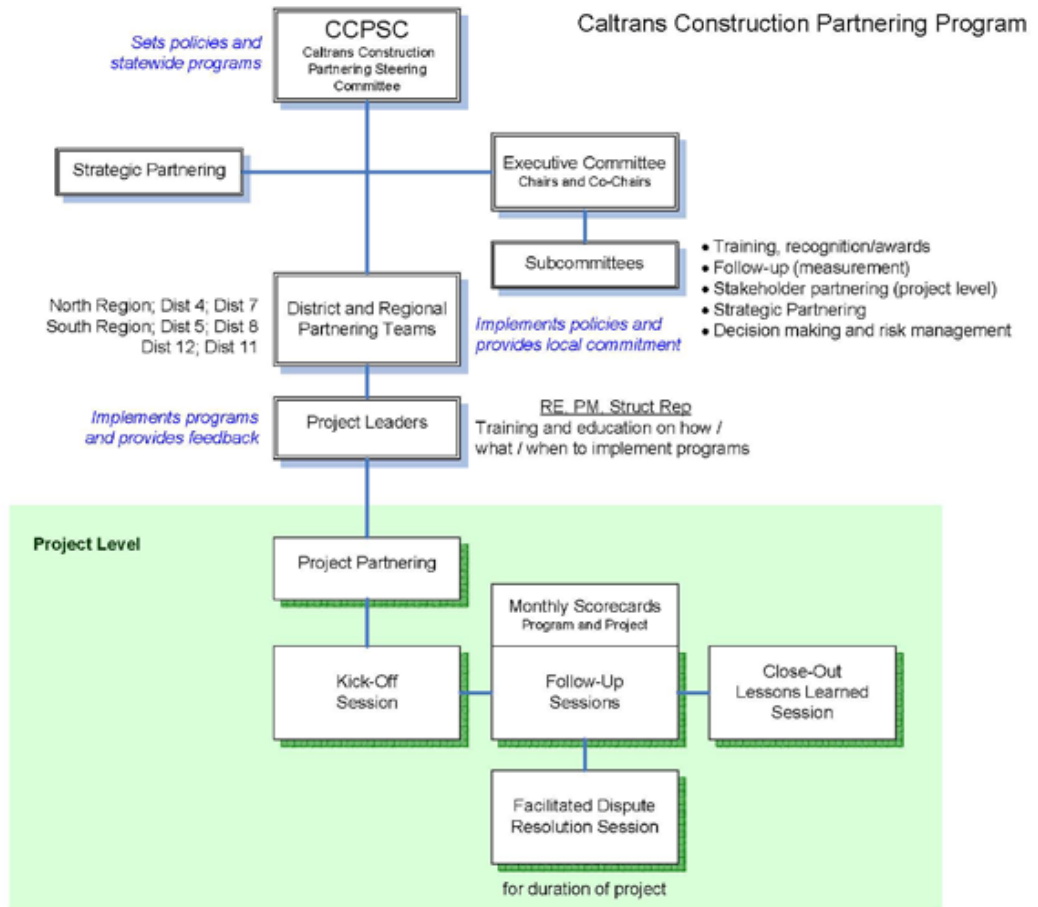 Caltrans Construction Partnering Program
CCPSC
Caltrans Construction
Partnering Steering
Committee
Sets policies and
statewide programs
Strategic Partnering
Executive Committee
Chairs and Co-Chairs
Subcommittees
• Training, recognition/awards
• Follow-up (measurement)
• Stakeholder partnering (project level)
• Strategic Partnering
• Decision making and risk management
North Region; Dist 4; Dist 7
South Region; Dist 5; Dist 8
Dist 12; Dist 11
District and Regional
Partnering Teams
Implements policies and
provides local commitment
Implements programs
and provides feedback
Project Leaders
RE, PM, Struct Rep
Training and education on how /
what / when to implement programs
Project Level
Project Partnering
Kick-Off
Session
Monthly Scorecards
Program and Project
Follow-Up
Sessions
Close-Out
Lessons Learned
Session
Facilitated Dispute
Resolution Session
for duration of project